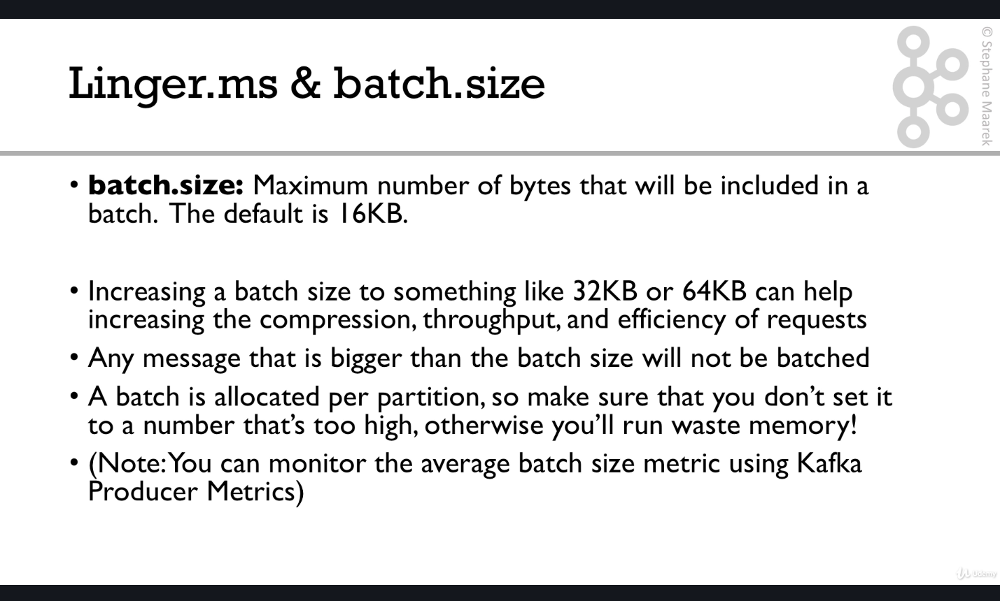 © Stephane Maarek
Linger.ms & batch.size
• batch.size: Maximum number of bytes that will be included in a
batch. The default is 16KB.
• Increasing a batch size to something like 32KB or 64KB can help
increasing the compression, throughput, and efficiency of requests
• Any message that is bigger than the batch size will not be batched
• A batch is allocated per partition, so make sure that you don’t set it
to a number that’s too high, otherwise you’ll run waste memory!
• (Note: You can monitor the average batch size metric using Kafka
Producer Metrics)
Udemy